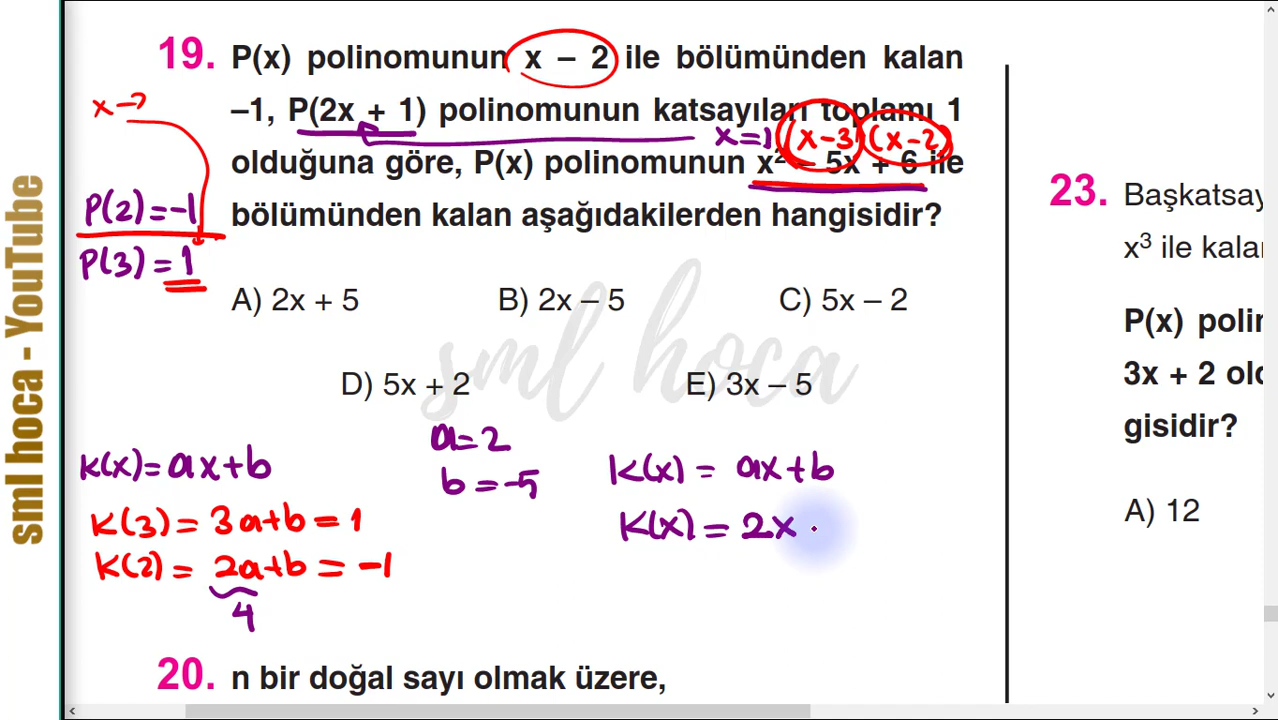 sml hoca - YouTube
19. P(x) polinomunun x – 2 ile bölümünden kalan
–1, P(2x + 1) polinomunun katsayıları toplamı 1
olduğuna göre, P(x) polinomunun x² – 5x + 6 ile
bölümünden kalan aşağıdakilerden hangisidir?
x→
x=1 (x-3) (x-2)
P(2)=-1
P(3)=1
A) 2x + 5 B) 2x – 5 C) 5x – 2
D) 5x + 2 E) 3x – 5
sml hoca
K(x)=ax+b
K(3)=3a+b=1
K(2)=2a+b=-1
4
a=2
b=-5
K(x)=ax+b
K(x)=2x
20. n bir doğal sayı olmak üzere,
23. Başkatsay
x³ ile kalan
P(x) polin
3x + 2 old
gisidir?
A) 12